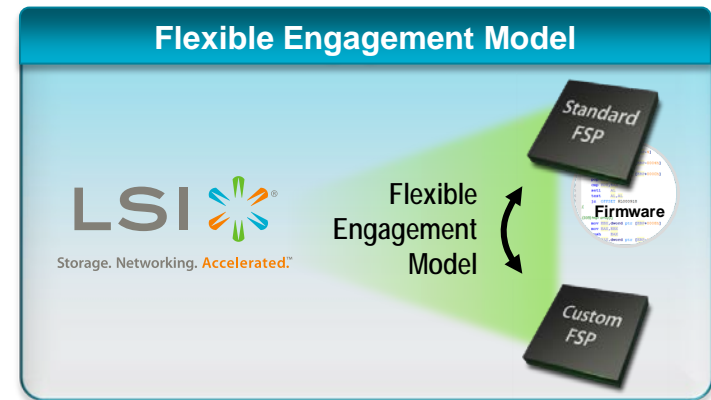 Flexible Engagement Model
Standard
FSP
Firmware
LSI
®
Storage. Networking. Accelerated.™
Flexible
Engagement
Model
Custom
FSP